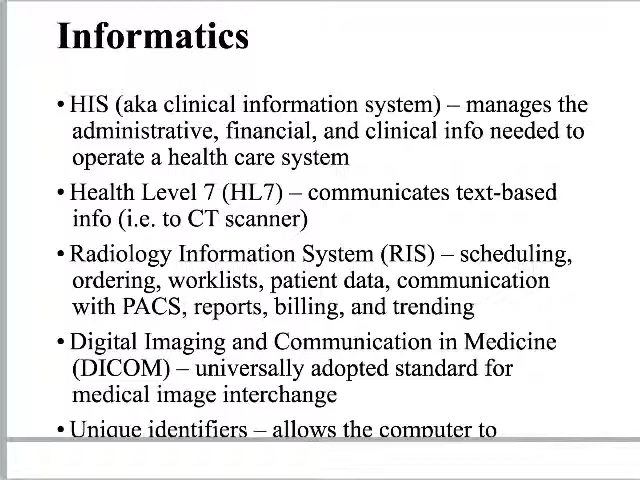 Informatics
• HIS (aka clinical information system) – manages the
administrative, financial, and clinical info needed to
operate a health care system
• Health Level 7 (HL7) – communicates text-based
info (i.e. to CT scanner)
• Radiology Information System (RIS) – scheduling,
ordering, worklists, patient data, communication
with PACS, reports, billing, and trending
• Digital Imaging and Communication in Medicine
(DICOM) – universally adopted standard for
medical image interchange
• Unique identifiers – allows the computer to